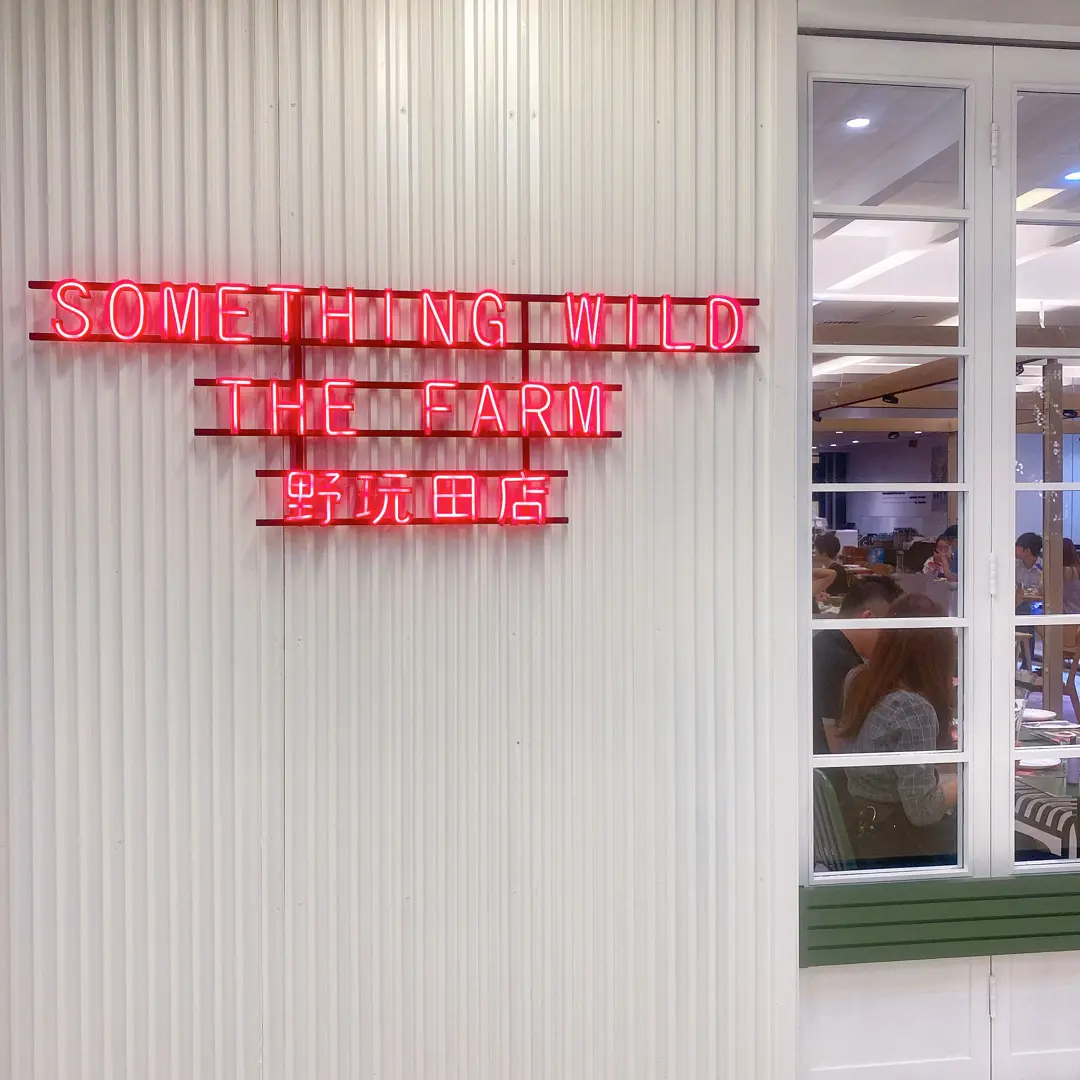 SOMETHING WILD
THE FARM
野玩田店